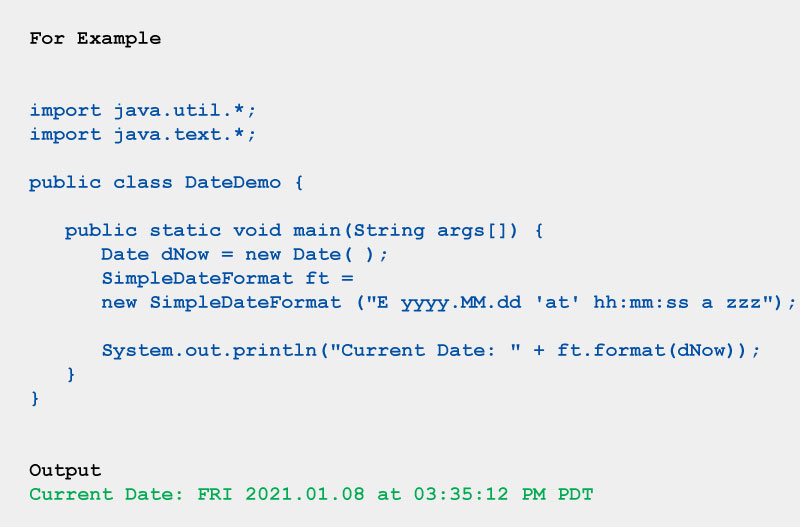 For Example
import java.util.*;
import java.text.*;
public class DateDemo {
public static void main(String args[]) {
Date dNow = new Date( );
SimpleDateFormat ft =
new SimpleDateFormat ("E yyyy.MM.dd 'at' hh:mm:ss a zzz");
System.out.println("Current Date: " + ft.format(dNow));
}
}
Output
Current Date: FRI 2021.01.08 at 03:35:12 PM PDT